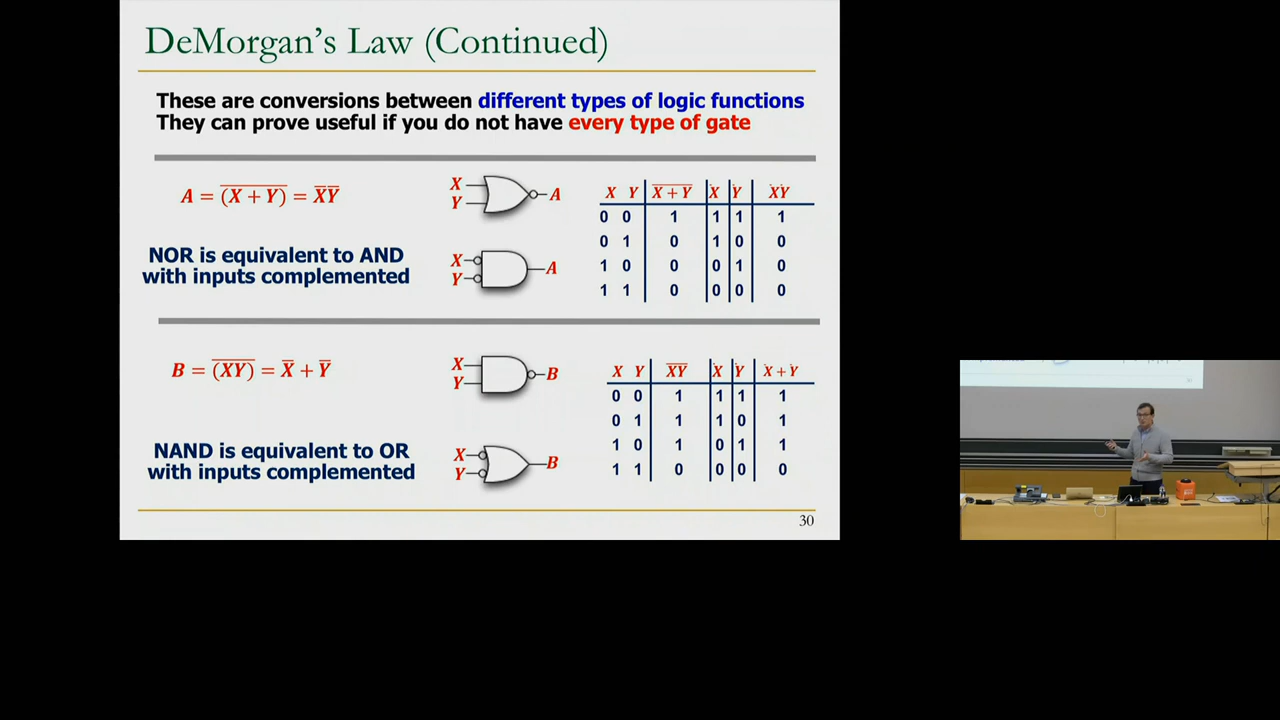 DeMorgan's Law (Continued)
These are conversions between different types of logic functions
They can prove useful if you do not have every type of gate
A = \overline{(X + Y)} = X̅Y̅
X
Y
A
NOR is equivalent to AND
with inputs complemented
X
Y
A
X Y \overline{X + Y} X̅ Y̅ X̅Y̅
0 0 1 1 1 1
0 1 0 1 0 0
1 0 0 0 1 0
1 1 0 0 0 0
B = \overline{(XY)} = X̅ + Y̅
X
Y
B
NAND is equivalent to OR
with inputs complemented
X
Y
B
X Y \overline{XY} X̅ Y̅ X̅ + Y̅
0 0 1 1 1 1
0 1 1 1 0 1
1 0 1 0 1 1
1 1 0 0 0 0
30